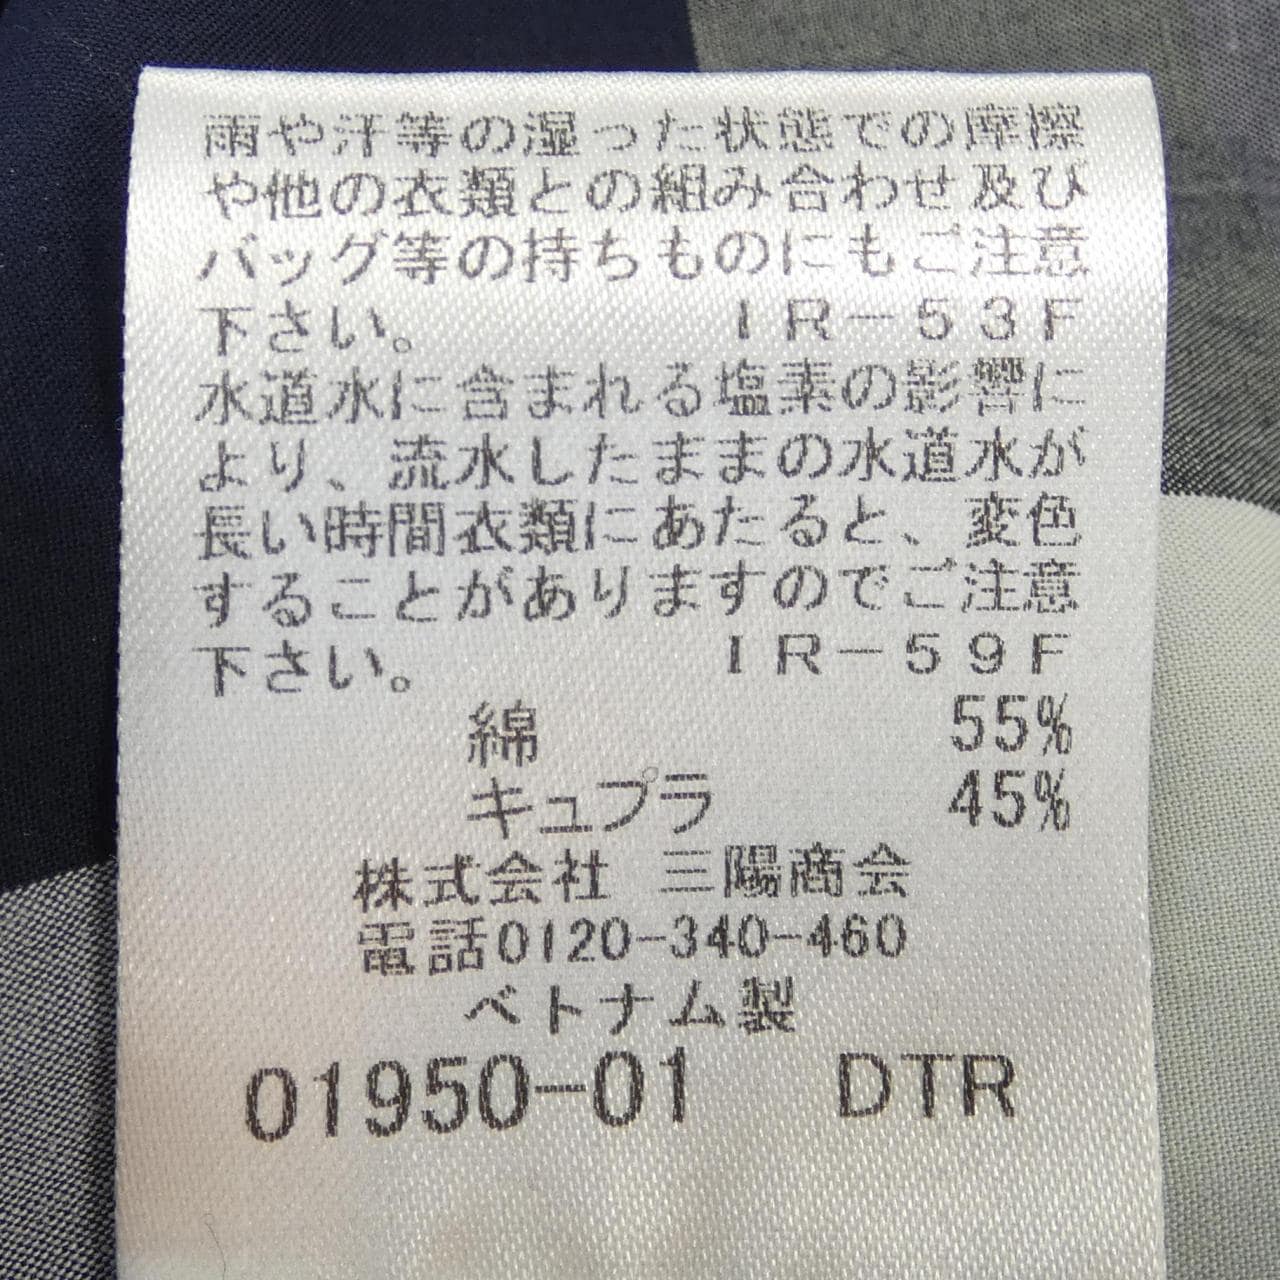 雨や汗等の湿った状態での摩擦
や他の衣類との組み合わせ及び
バッグ等の持ちものにもご注意
下さい。　　　　　ＩＲ－５３Ｆ
水道水に含まれる塩素の影響に
より、流水したままの水道水が
長い時間衣類にあたると、変色
することがありますのでご注意
下さい。　　　　　ＩＲ－５９Ｆ
綿 55%
キュプラ 45%
株式会社 三陽商会
電話0120-340-460
ベトナム製
01950-01 DTR